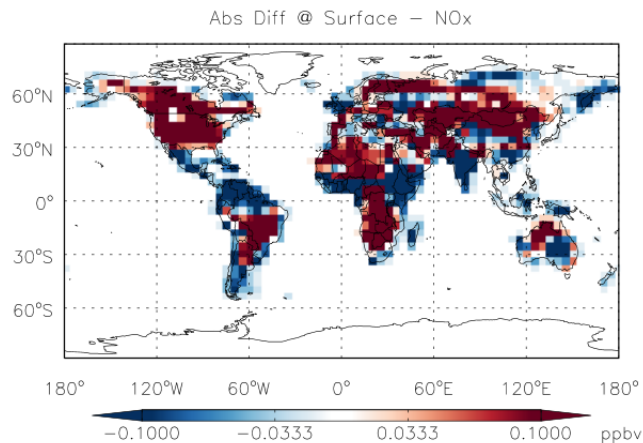 Abs Diff @ Surface – NOx
60°N
30°N
0°
30°S
60°S
180° 120°W 60°W 0° 60°E 120°E 180°
−0.1000 −0.0333 0.0333 0.1000 ppbv